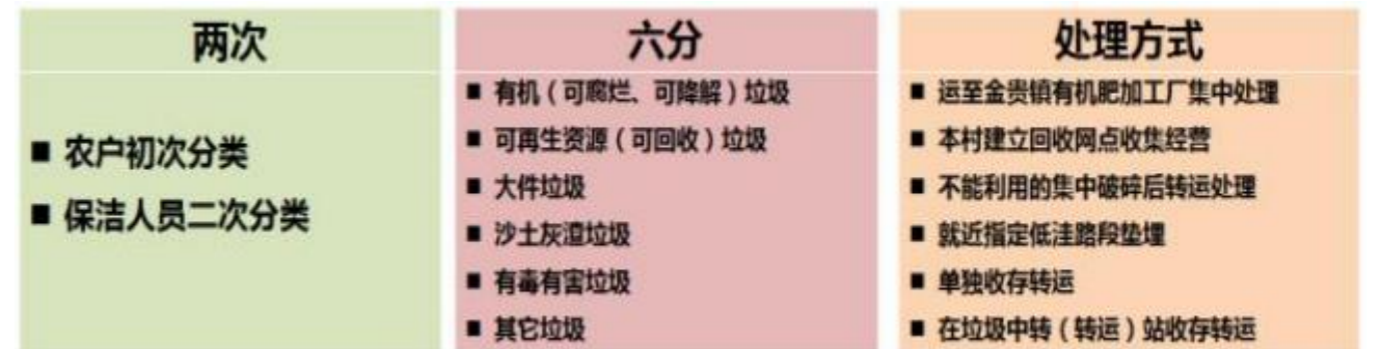 两次
■ 农户初次分类
■ 保洁人员二次分类
六分
■ 有机（可腐烂、可降解）垃圾
■ 可再生资源（可回收）垃圾
■ 大件垃圾
■ 沙土灰渣垃圾
■ 有毒有害垃圾
■ 其它垃圾
处理方式
■ 运至金贵镇有机肥加工厂集中处理
■ 本村建立回收网点收集经营
■ 不能利用的集中破碎后转运处理
■ 就近指定低洼路段垫埋
■ 单独收存转运
■ 在垃圾中转（转运）站收存转运